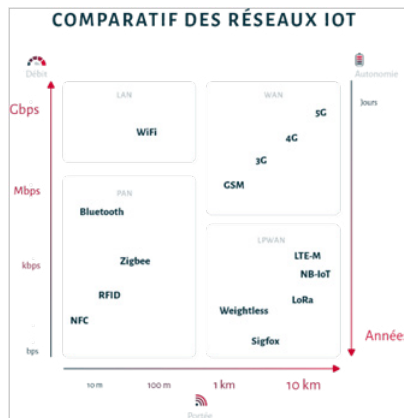 COMPARATIF DES RÉSEAUX IOT
Débit
Autonomie
Gbps
Mbps
kbps
bps
LAN
WiFi
WAN
5G
4G
3G
GSM
PAN
Bluetooth
Zigbee
RFID
NFC
LPWAN
LTE-M
NB-IoT
LoRa
Weightless
Sigfox
Jours
Années
10 m
100 m
1 km
10 km
Portée